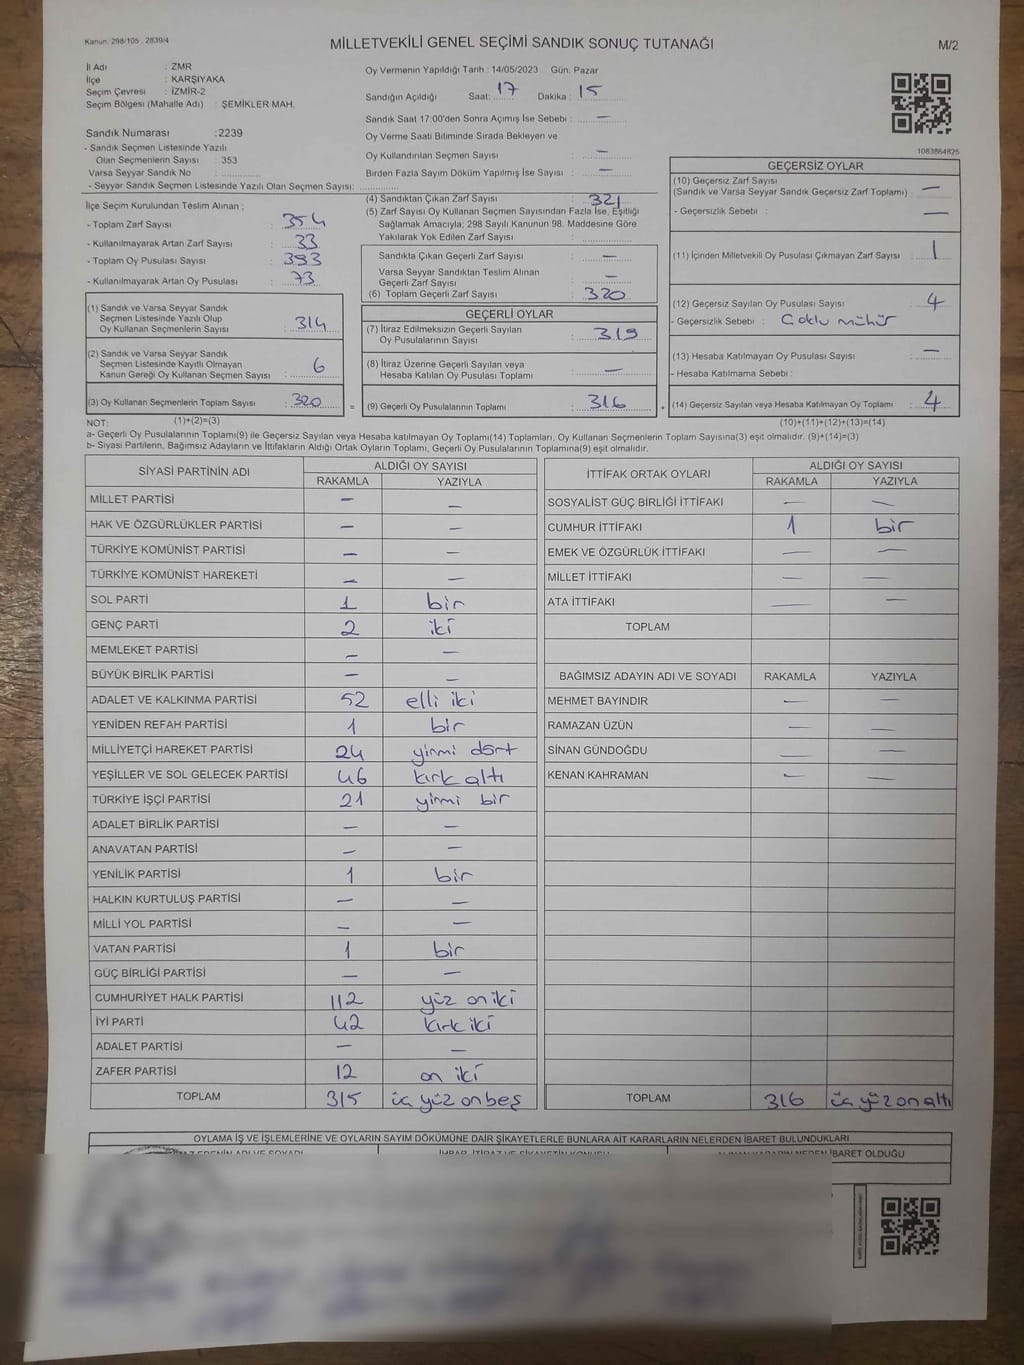 Kanun: 298/105 , 2839/4
MİLLETVEKİLİ GENEL SEÇİMİ SANDIK SONUÇ TUTANAĞI
M/2
İl Adı : ZMR
İlçe : KARŞIYAKA
Seçim Çevresi : İZMİR-2
Seçim Bölgesi (Mahalle Adı) : ŞEMİKLER MAH.
Sandık Numarası :2239
- Sandık Seçmen Listesinde Yazılı
Olan Seçmenlerin Sayısı : 353
Varsa Seyyar Sandık No :
- Seyyar Sandık Seçmen Listesinde Yazılı Olan Seçmen Sayısı:
Oy Vermenin Yapıldığı Tarih : 14/05/2023 Gün: Pazar
Sandığın Açıldığı Saat: 17 Dakika : 15
Sandık Saat 17:00'den Sonra Açımış İse Sebebi : —
Oy Verme Saati Bitiminde Sırada Bekleyen ve
Oy Kullandırılan Seçmen Sayısı : —
Birden Fazla Sayım Döküm Yapılmış İse Sayısı : —
1083864825
İlçe Seçim Kurulundan Teslim Alınan ;
- Toplam Zarf Sayısı : 354
- Kullanılmayarak Artan Zarf Sayısı : 33
- Toplam Oy Pusulası Sayısı : 393
- Kullanılmayarak Artan Oy Pusulası : 73
(1) Sandık ve Varsa Seyyar Sandık
Seçmen Listesinde Yazılı Olup
Oy Kullanan Seçmenlerin Sayısı : 314
(2) Sandık ve Varsa Seyyar Sandık
Seçmen Listesinde Kayıtlı Olmayan
Kanun Gereği Oy Kullanan Seçmen Sayısı : 6
(3) Oy Kullanan Seçmenlerin Toplam Sayısı : 320
NOT: (1)+(2)=(3)
(4) Sandıktan Çıkan Zarf Sayısı : 321
(5) Zarf Sayısı Oy Kullanan Seçmen Sayısından Fazla İse, Eşitliği
Sağlamak Amacıyla; 298 Sayılı Kanunun 98. Maddesine Göre
Yakılarak Yok Edilen Zarf Sayısı :
Sandıkta Çıkan Geçerli Zarf Sayısı : —
Varsa Seyyar Sandıktan Teslim Alınan
Geçerli Zarf Sayısı : —
(6) Toplam Geçerli Zarf Sayısı : 320
GEÇERLİ OYLAR
(7) İtiraz Edilmeksizin Geçerli Sayılan
Oy Pusulalarının Sayısı : 315
(8) İtiraz Üzerine Geçerli Sayılan veya
Hesaba Katılan Oy Pusulası Toplamı : —
= (9) Geçerli Oy Pusulalarının Toplamı : 316
GEÇERSİZ OYLAR
(10) Geçersiz Zarf Sayısı
(Sandık ve Varsa Seyyar Sandık Geçersiz Zarf Toplamı) : —
- Geçersizlik Sebebi : —
(11) İçinden Milletvekili Oy Pusulası Çıkmayan Zarf Sayısı : 1
(12) Geçersiz Sayılan Oy Pusulası Sayısı : 4
- Geçersizlik Sebebi : Çoklu mühür
(13) Hesaba Katılmayan Oy Pusulası Sayısı : —
- Hesaba Katılmama Sebebi :
+ (14) Geçersiz Sayılan veya Hesaba Katılmayan Oy Toplamı : 4
(10)+(11)+(12)+(13)=(14)
a- Geçerli Oy Pusulalarının Toplamı(9) ile Geçersiz Sayılan veya Hesaba katılmayan Oy Toplamı(14) Toplamları, Oy Kullanan Seçmenlerin Toplam Sayısına(3) eşit olmalıdır. (9)+(14)=(3)
b- Siyasi Partilerin, Bağımsız Adayların ve İttifakların Aldığı Ortak Oyların Toplamı, Geçerli Oy Pusulalarının Toplamına(9) eşit olmalıdır.
SİYASİ PARTİNİN ADI ALDIĞI OY SAYISI
RAKAMLA YAZIYLA
MİLLET PARTİSİ — —
HAK VE ÖZGÜRLÜKLER PARTİSİ — —
TÜRKİYE KOMÜNİST PARTİSİ — —
TÜRKİYE KOMÜNİST HAREKETİ — —
SOL PARTİ 1 bir
GENÇ PARTİ 2 iki
MEMLEKET PARTİSİ — —
BÜYÜK BİRLİK PARTİSİ — —
ADALET VE KALKINMA PARTİSİ 52 elli iki
YENİDEN REFAH PARTİSİ 1 bir
MİLLİYETÇİ HAREKET PARTİSİ 24 yirmi dört
YEŞİLLER VE SOL GELECEK PARTİSİ 46 kırk altı
TÜRKİYE İŞÇİ PARTİSİ 21 yirmi bir
ADALET BİRLİK PARTİSİ — —
ANAVATAN PARTİSİ — —
YENİLİK PARTİSİ 1 bir
HALKIN KURTULUŞ PARTİSİ — —
MİLLİ YOL PARTİSİ — —
VATAN PARTİSİ 1 bir
GÜÇ BİRLİĞİ PARTİSİ — —
CUMHURİYET HALK PARTİSİ 112 yüz on iki
İYİ PARTİ 42 kırk iki
ADALET PARTİSİ — —
ZAFER PARTİSİ 12 on iki
TOPLAM 315 üç yüz on beş
İTTİFAK ORTAK OYLARI ALDIĞI OY SAYISI
RAKAMLA YAZIYLA
SOSYALİST GÜÇ BİRLİĞİ İTTİFAKI — —
CUMHUR İTTİFAKI 1 bir
EMEK VE ÖZGÜRLÜK İTTİFAKI — —
MİLLET İTTİFAKI — —
ATA İTTİFAKI — —
TOPLAM
BAĞIMSIZ ADAYIN ADI VE SOYADI RAKAMLA YAZIYLA
MEHMET BAYINDIR — —
RAMAZAN ÜZÜN — —
SİNAN GÜNDOĞDU — —
KENAN KAHRAMAN — —
TOPLAM 316 üç yüz on altı
OYLAMA İŞ VE İŞLEMLERİNE VE OYLARIN SAYIM DÖKÜMÜNE DAİR ŞİKAYETLERLE BUNLARA AİT KARARLARIN NELERDEN İBARET BULUNDUKLARI
İBARET OLDUĞU